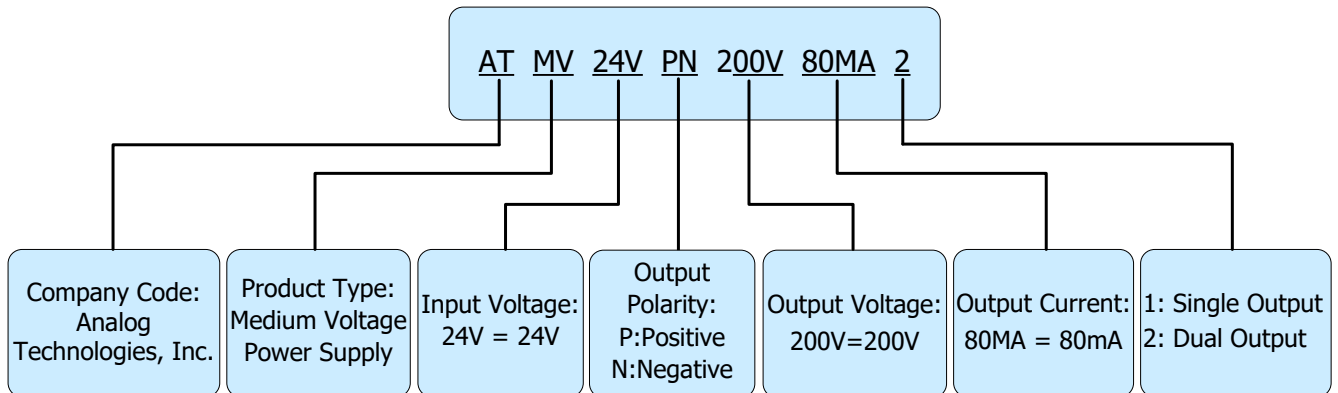 AT MV 24V PN 200V 80MA 2
Company Code:
Analog
Technologies, Inc.
Product Type:
Medium Voltage
Power Supply
Input Voltage:
24V = 24V
Output
Polarity:
P:Positive
N:Negative
Output Voltage:
200V=200V
Output Current:
80MA = 80mA
1: Single Output
2: Dual Output